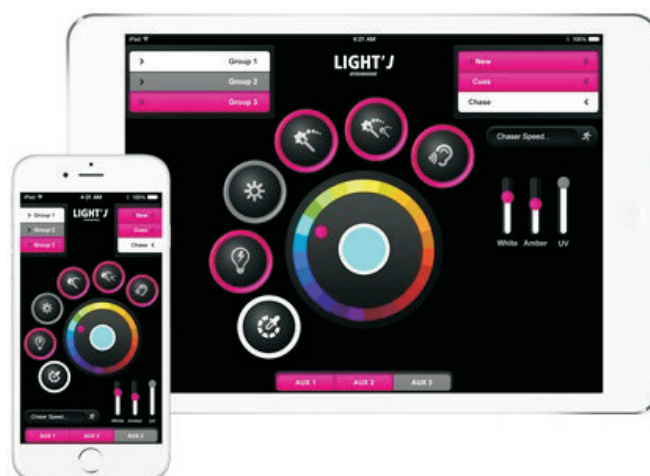 iPad
4:21 AM
100%
Group 1
Group 2
Group 3
LIGHT'J
New
Cues
Chase
Chaser Speed...
White
Amber
UV
AUX 1
AUX 2
AUX 3
iPad
4:21 AM
100%
Group 1
Group 2
Group 3
LIGHT'J
New
Cues
Chase
Chaser Speed...
White
Amber
UV
AUX 1
AUX 2
AUX 3